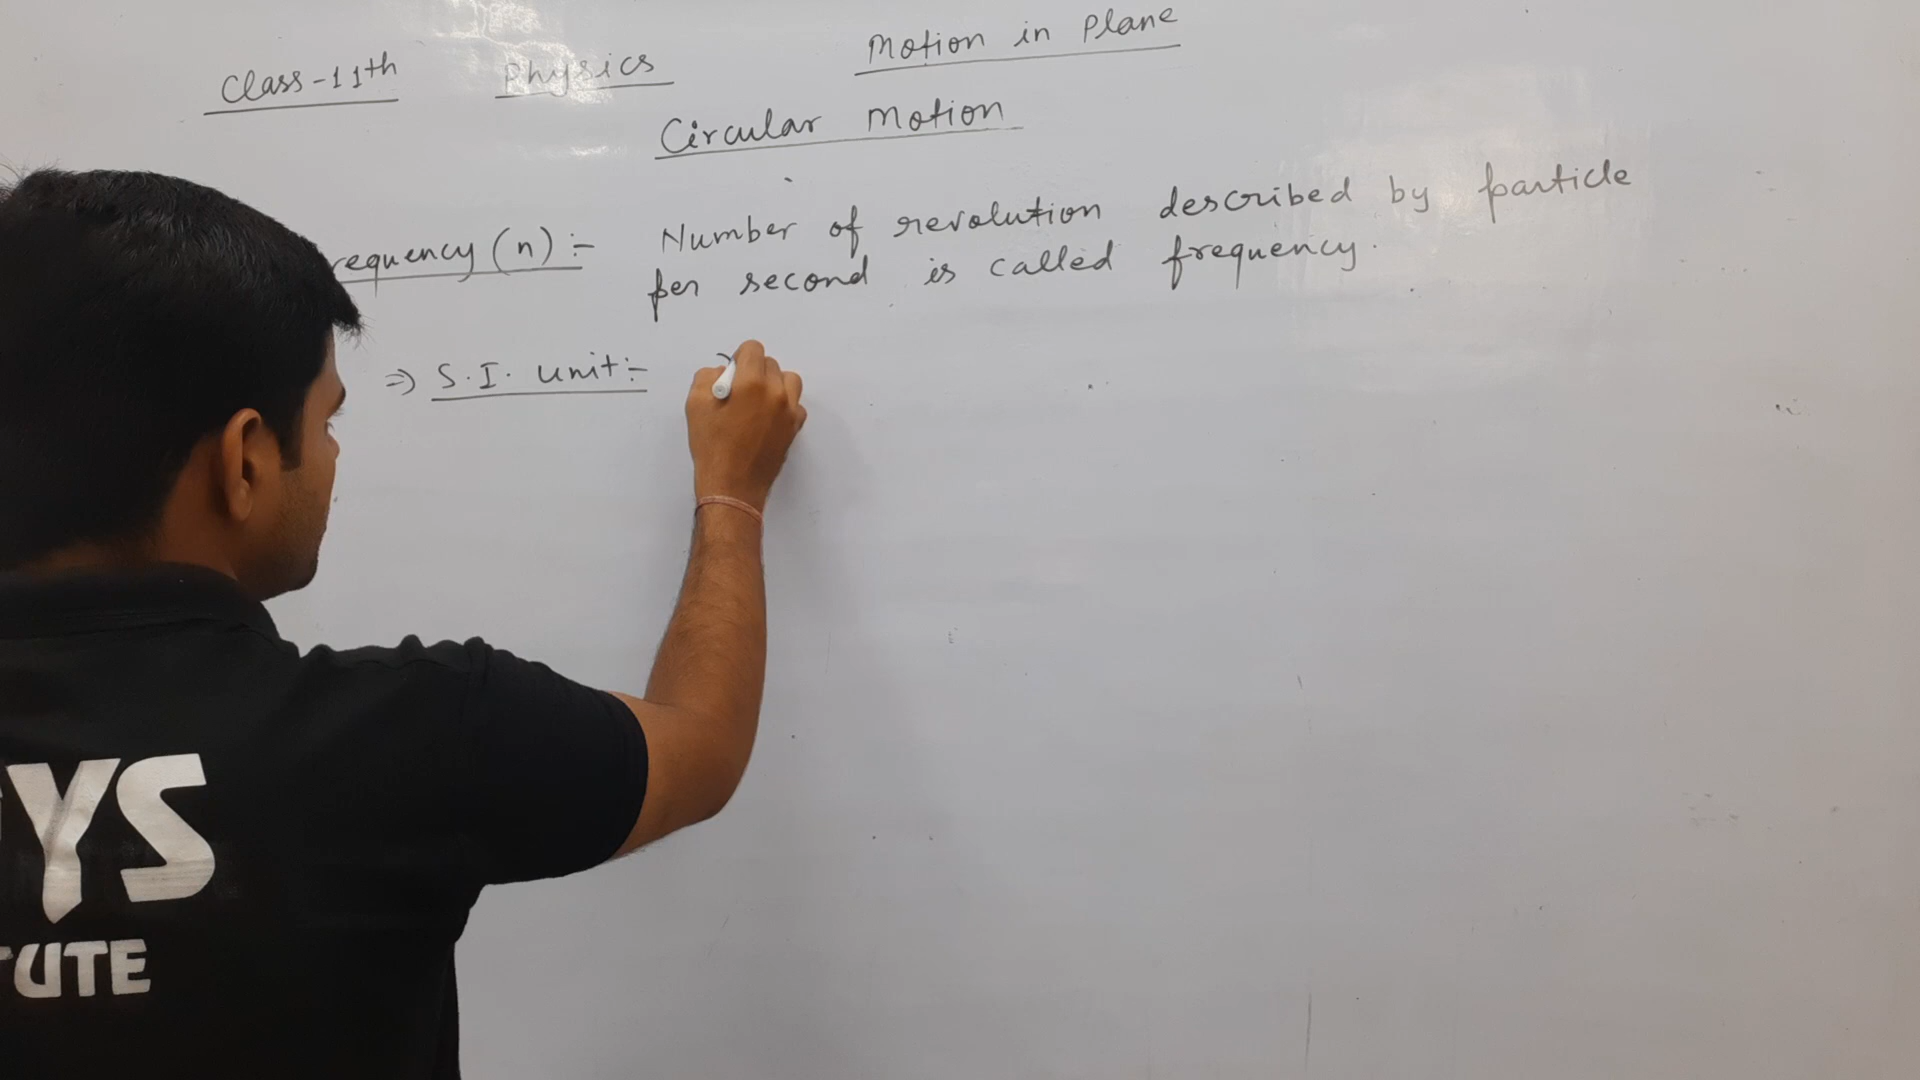 Class-11th Physics Motion in Plane
Circular Motion
requency (n) :- Number of revolution described by particle
per second is called frequency.
⇒ S.I. unit :-
YS
TUTE